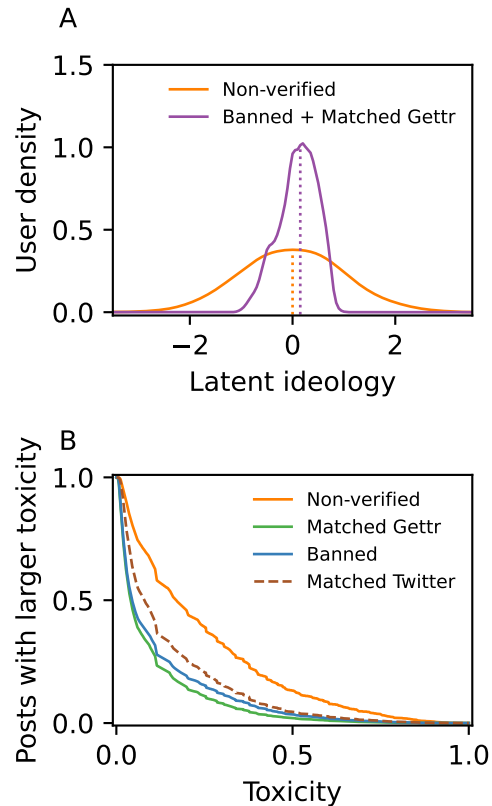 A
1.5
1.0
0.5
0.0
User density
Non-verified
Banned + Matched Gettr
−2
0
2
Latent ideology
B
1.0
0.5
0.0
Posts with larger toxicity
Non-verified
Matched Gettr
Banned
Matched Twitter
0.0
0.5
1.0
Toxicity